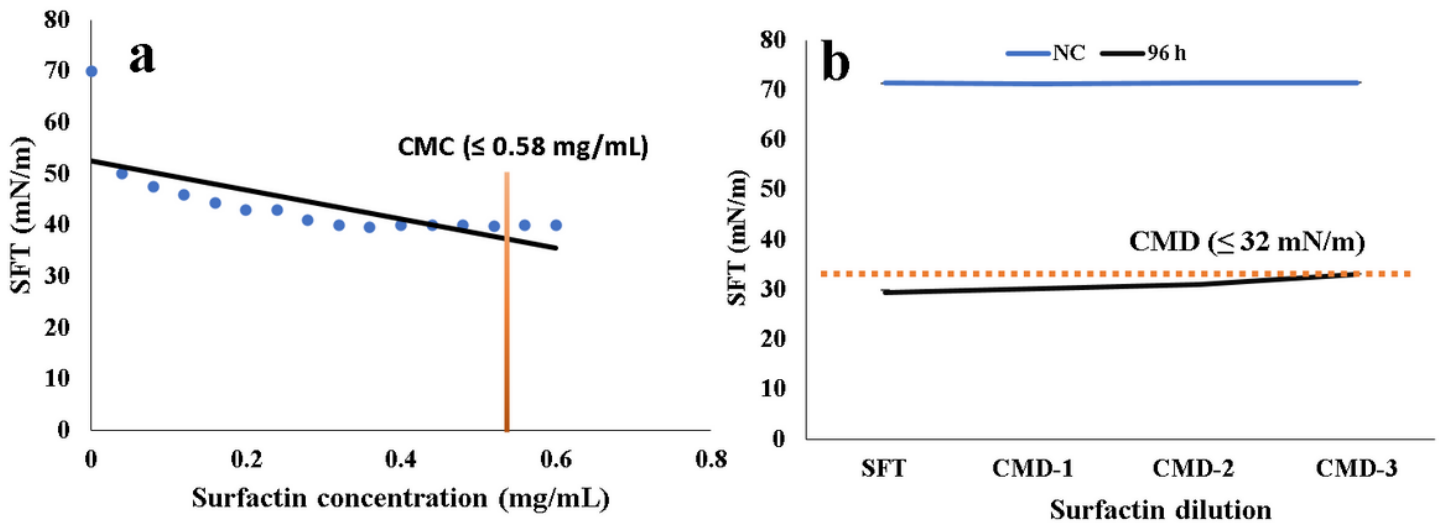 a
80
70
60
50
40
30
20
10
0
SFT (mN/m)
CMC (≤ 0.58 mg/mL)
0 0.2 0.4 0.6 0.8
Surfactin concentration (mg/mL)
b
NC 96 h
80
70
60
50
40
30
20
10
0
SFT (mN/m)
CMD (≤ 32 mN/m)
SFT CMD-1 CMD-2 CMD-3
Surfactin dilution